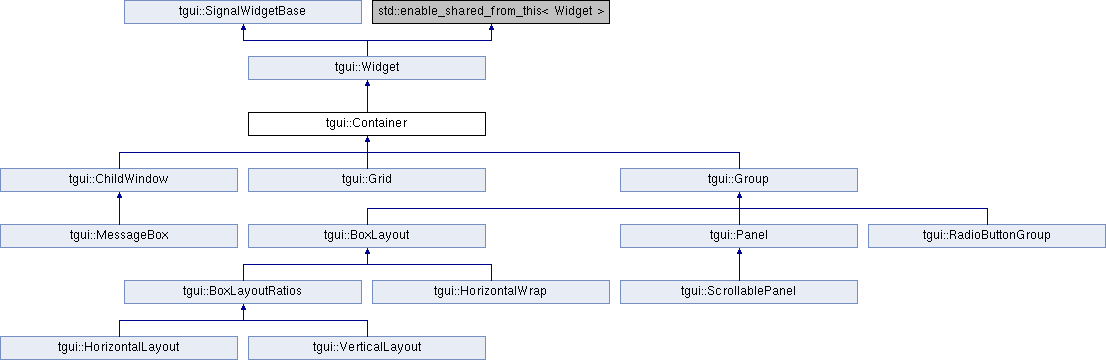 tgui::SignalWidgetBase
std::enable_shared_from_this< Widget >
tgui::Widget
tgui::Container
tgui::ChildWindow
tgui::Grid
tgui::Group
tgui::MessageBox
tgui::BoxLayout
tgui::Panel
tgui::RadioButtonGroup
tgui::BoxLayoutRatios
tgui::HorizontalWrap
tgui::ScrollablePanel
tgui::HorizontalLayout
tgui::VerticalLayout